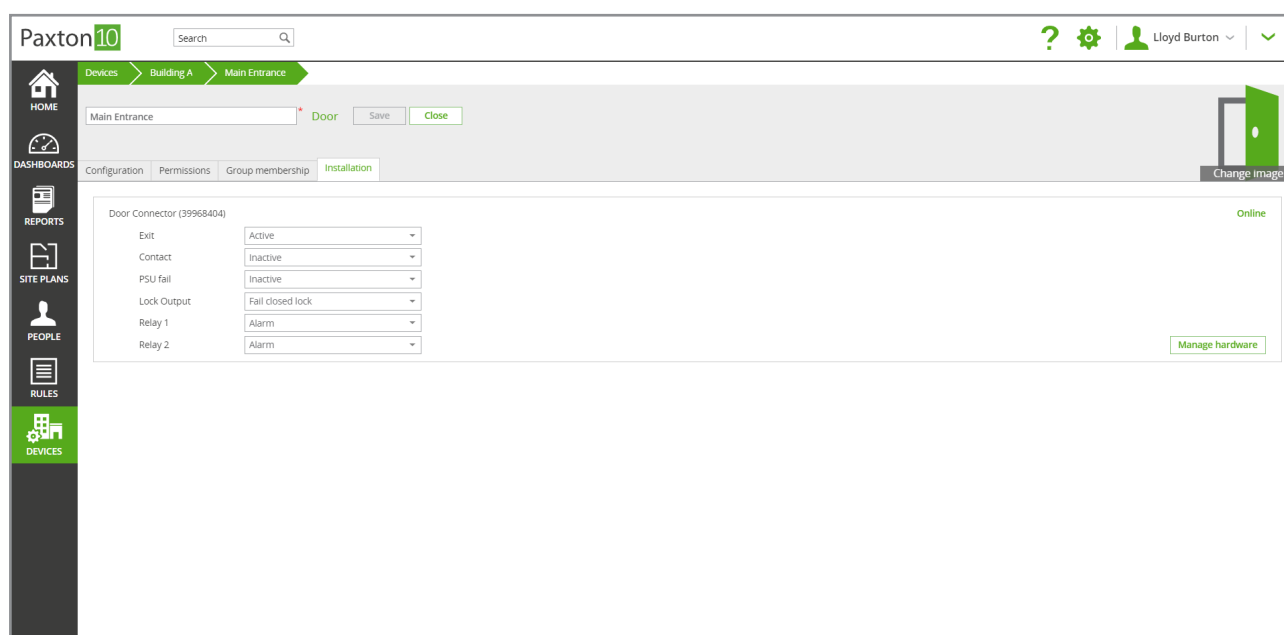 Paxton10
Search
?
Lloyd Burton
HOME
DASHBOARDS
REPORTS
SITE PLANS
PEOPLE
RULES
DEVICES
Devices Building A Main Entrance
Main Entrance * Door Save Close
Change image
Configuration Permissions Group membership Installation
Door Connector (39968404) Online
Exit Active
Contact Inactive
PSU fail Inactive
Lock Output Fail closed lock
Relay 1 Alarm
Relay 2 Alarm
Manage hardware